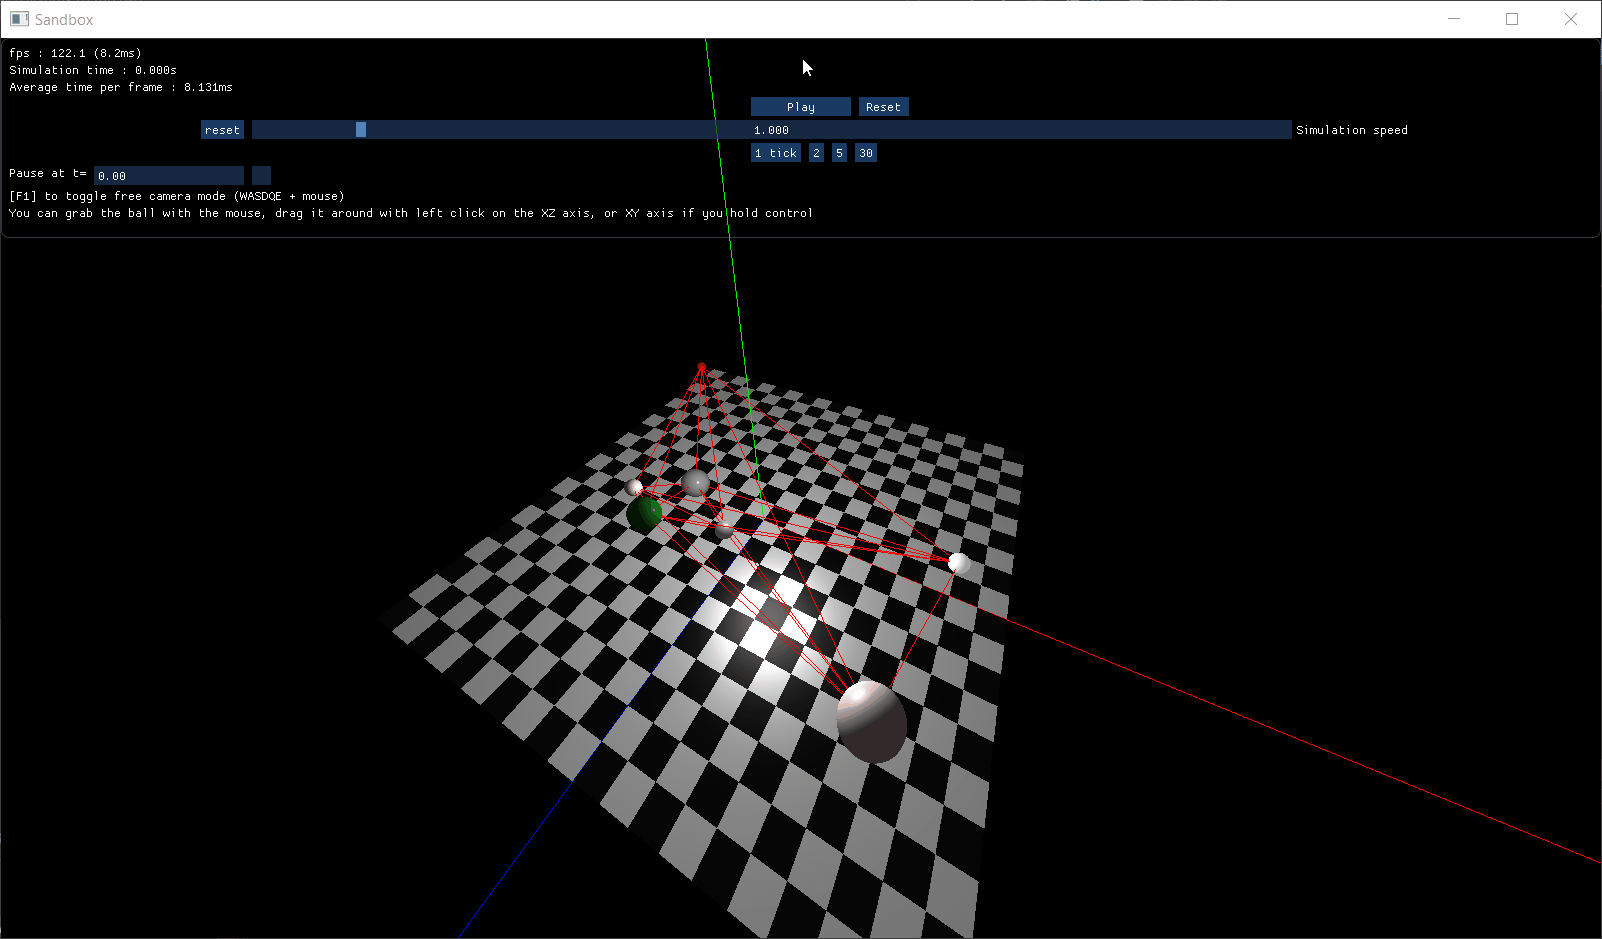 Sandbox
fps : 122.1 (8.2ms)
Simulation time : 0.000s
Average time per frame : 8.131ms
Play Reset
reset 1.000 Simulation speed
1 tick 2 5 30
Pause at t= 0.00
[F1] to toggle free camera mode (WASDQE + mouse)
You can grab the ball with the mouse, drag it around with left click on the XZ axis, or XY axis if you hold control